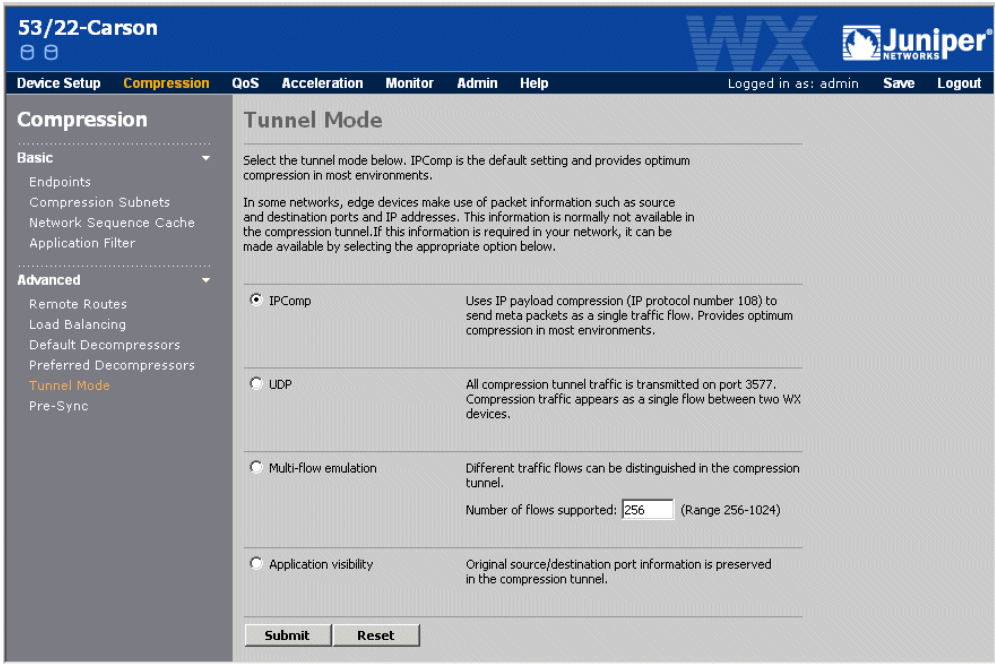 53/22-Carson
WX
Juniper®
NETWORKS
Device Setup Compression QoS Acceleration Monitor Admin Help Logged in as: admin Save Logout
Compression
Basic
Endpoints
Compression Subnets
Network Sequence Cache
Application Filter
Advanced
Remote Routes
Load Balancing
Default Decompressors
Preferred Decompressors
Tunnel Mode
Pre-Sync
Tunnel Mode
Select the tunnel mode below. IPComp is the default setting and provides optimum
compression in most environments.
In some networks, edge devices make use of packet information such as source
and destination ports and IP addresses. This information is normally not available in
the compression tunnel.If this information is required in your network, it can be
made available by selecting the appropriate option below.
IPComp
Uses IP payload compression (IP protocol number 108) to
send meta packets as a single traffic flow. Provides optimum
compression in most environments.
UDP
All compression tunnel traffic is transmitted on port 3577.
Compression traffic appears as a single flow between two WX
devices.
Multi-flow emulation
Different traffic flows can be distinguished in the compression
tunnel.
Number of flows supported: 256 (Range 256-1024)
Application visibility
Original source/destination port information is preserved
in the compression tunnel.
Submit Reset